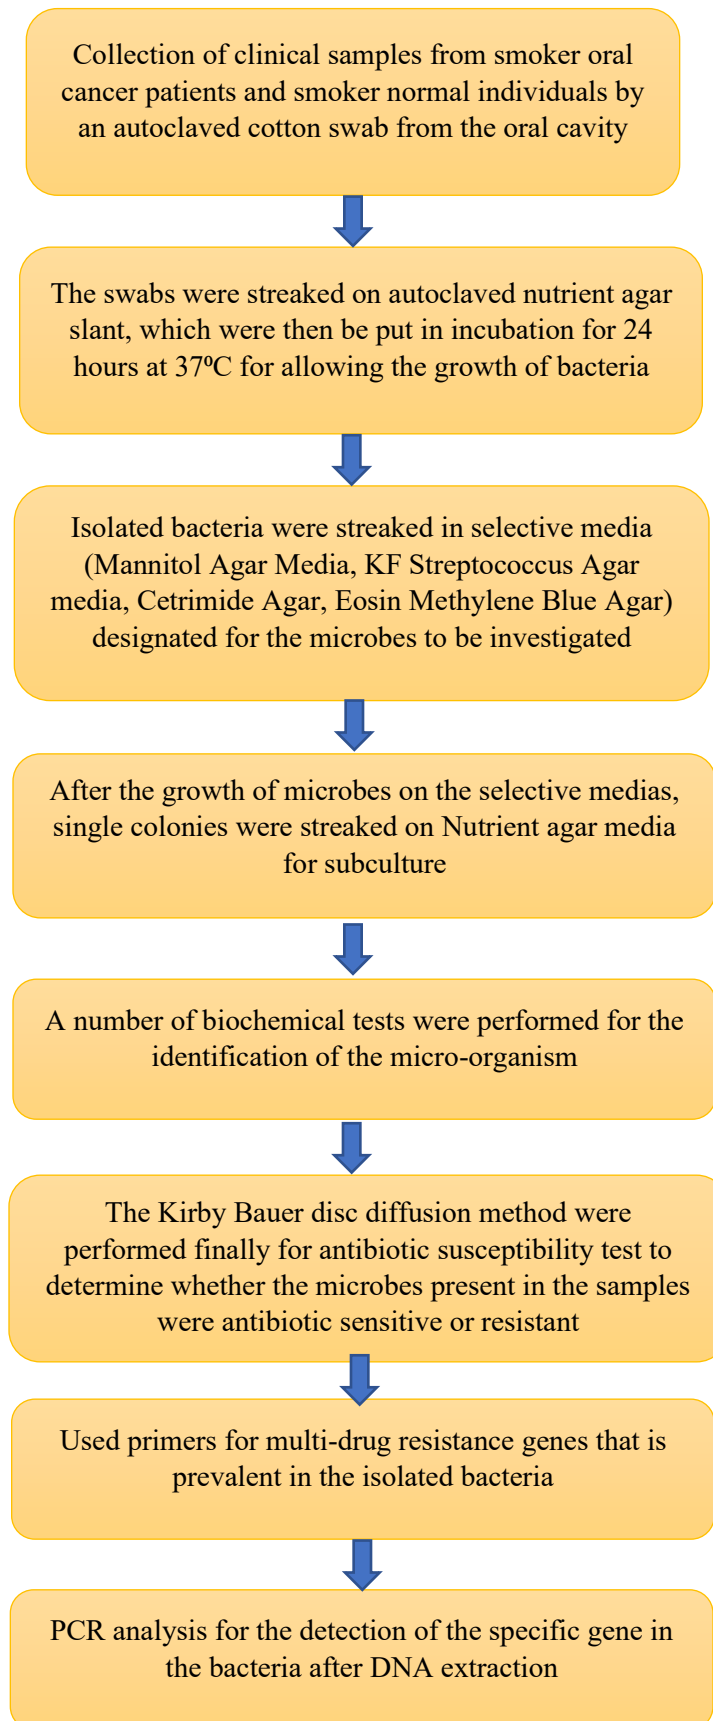 Collection of clinical samples from smoker oral
cancer patients and smoker normal individuals by
an autoclaved cotton swab from the oral cavity
The swabs were streaked on autoclaved nutrient agar
slant, which were then be put in incubation for 24
hours at 37⁰C for allowing the growth of bacteria
Isolated bacteria were streaked in selective media
(Mannitol Agar Media, KF Streptococcus Agar
media, Cetrimide Agar, Eosin Methylene Blue Agar)
designated for the microbes to be investigated
After the growth of microbes on the selective medias,
single colonies were streaked on Nutrient agar media
for subculture
A number of biochemical tests were performed for the
identification of the micro-organism
The Kirby Bauer disc diffusion method were
performed finally for antibiotic susceptibility test to
determine whether the microbes present in the samples
were antibiotic sensitive or resistant
Used primers for multi-drug resistance genes that is
prevalent in the isolated bacteria
PCR analysis for the detection of the specific gene in
the bacteria after DNA extraction